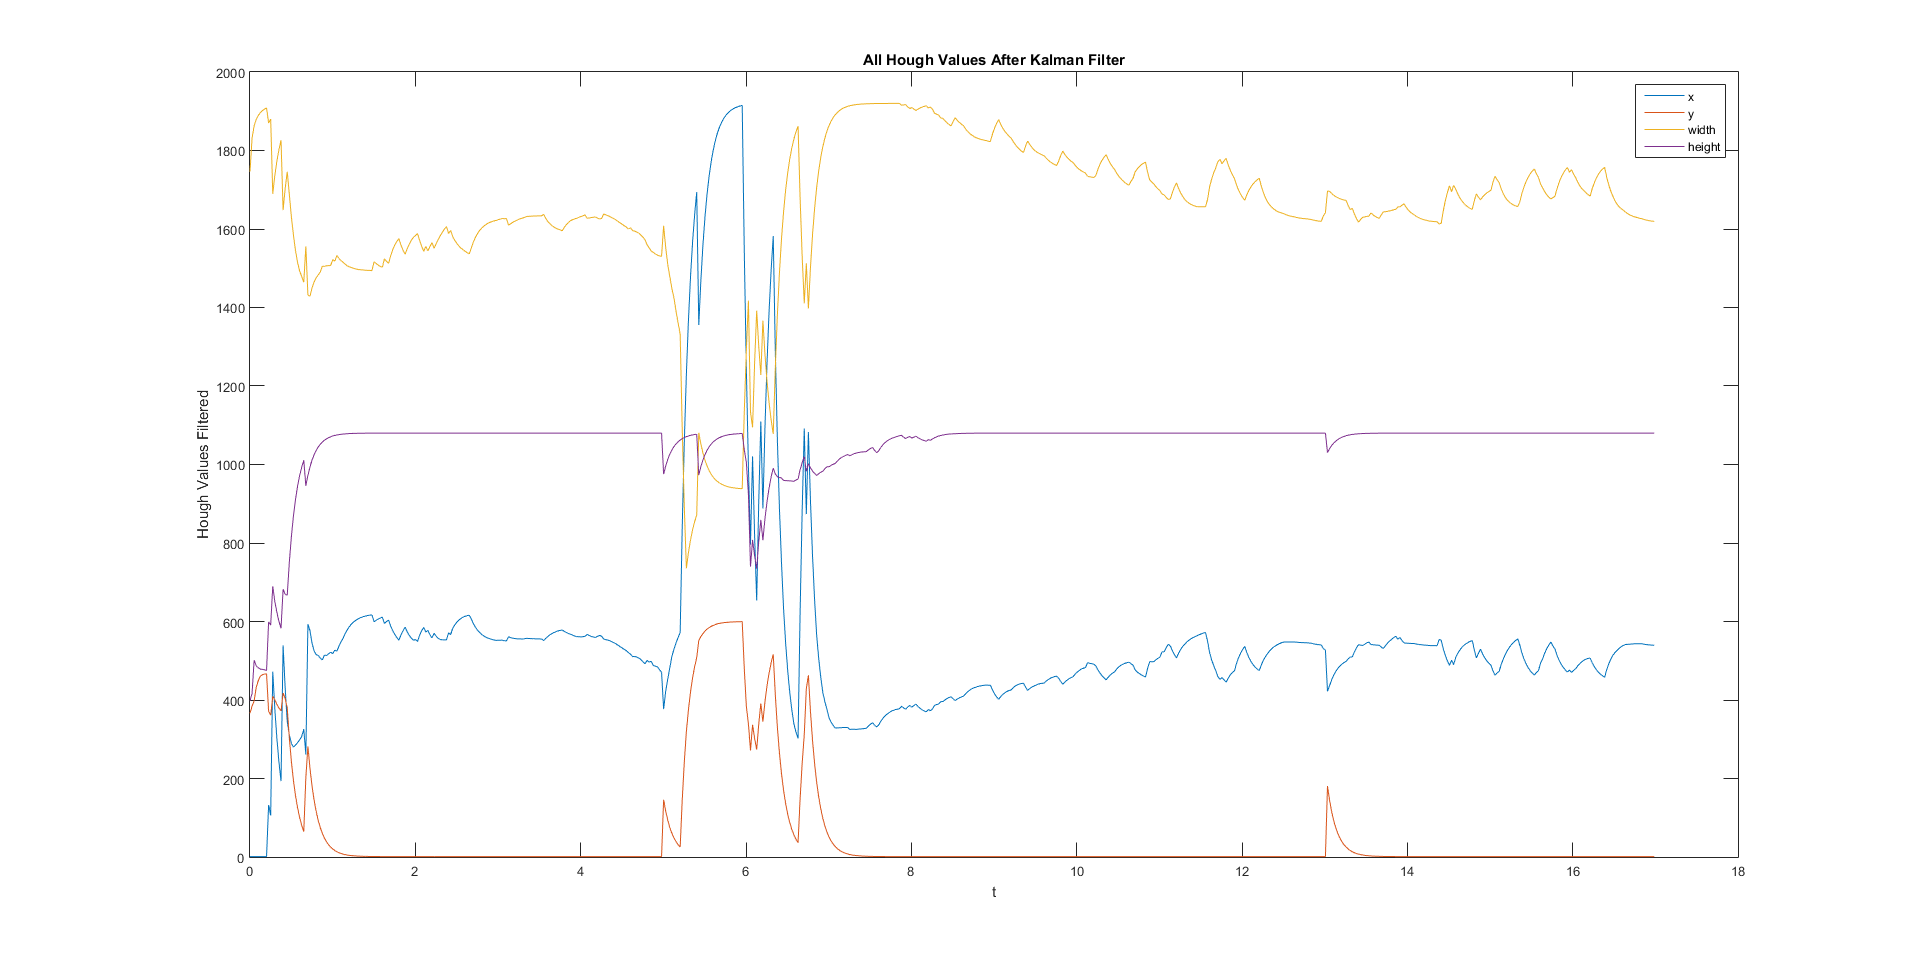 All Hough Values After Kalman Filter
2000
1800
1600
1400
1200
1000
800
600
400
200
0
Hough Values Filtered
x
y
width
height
0 2 4 6 8 10 12 14 16 18
t